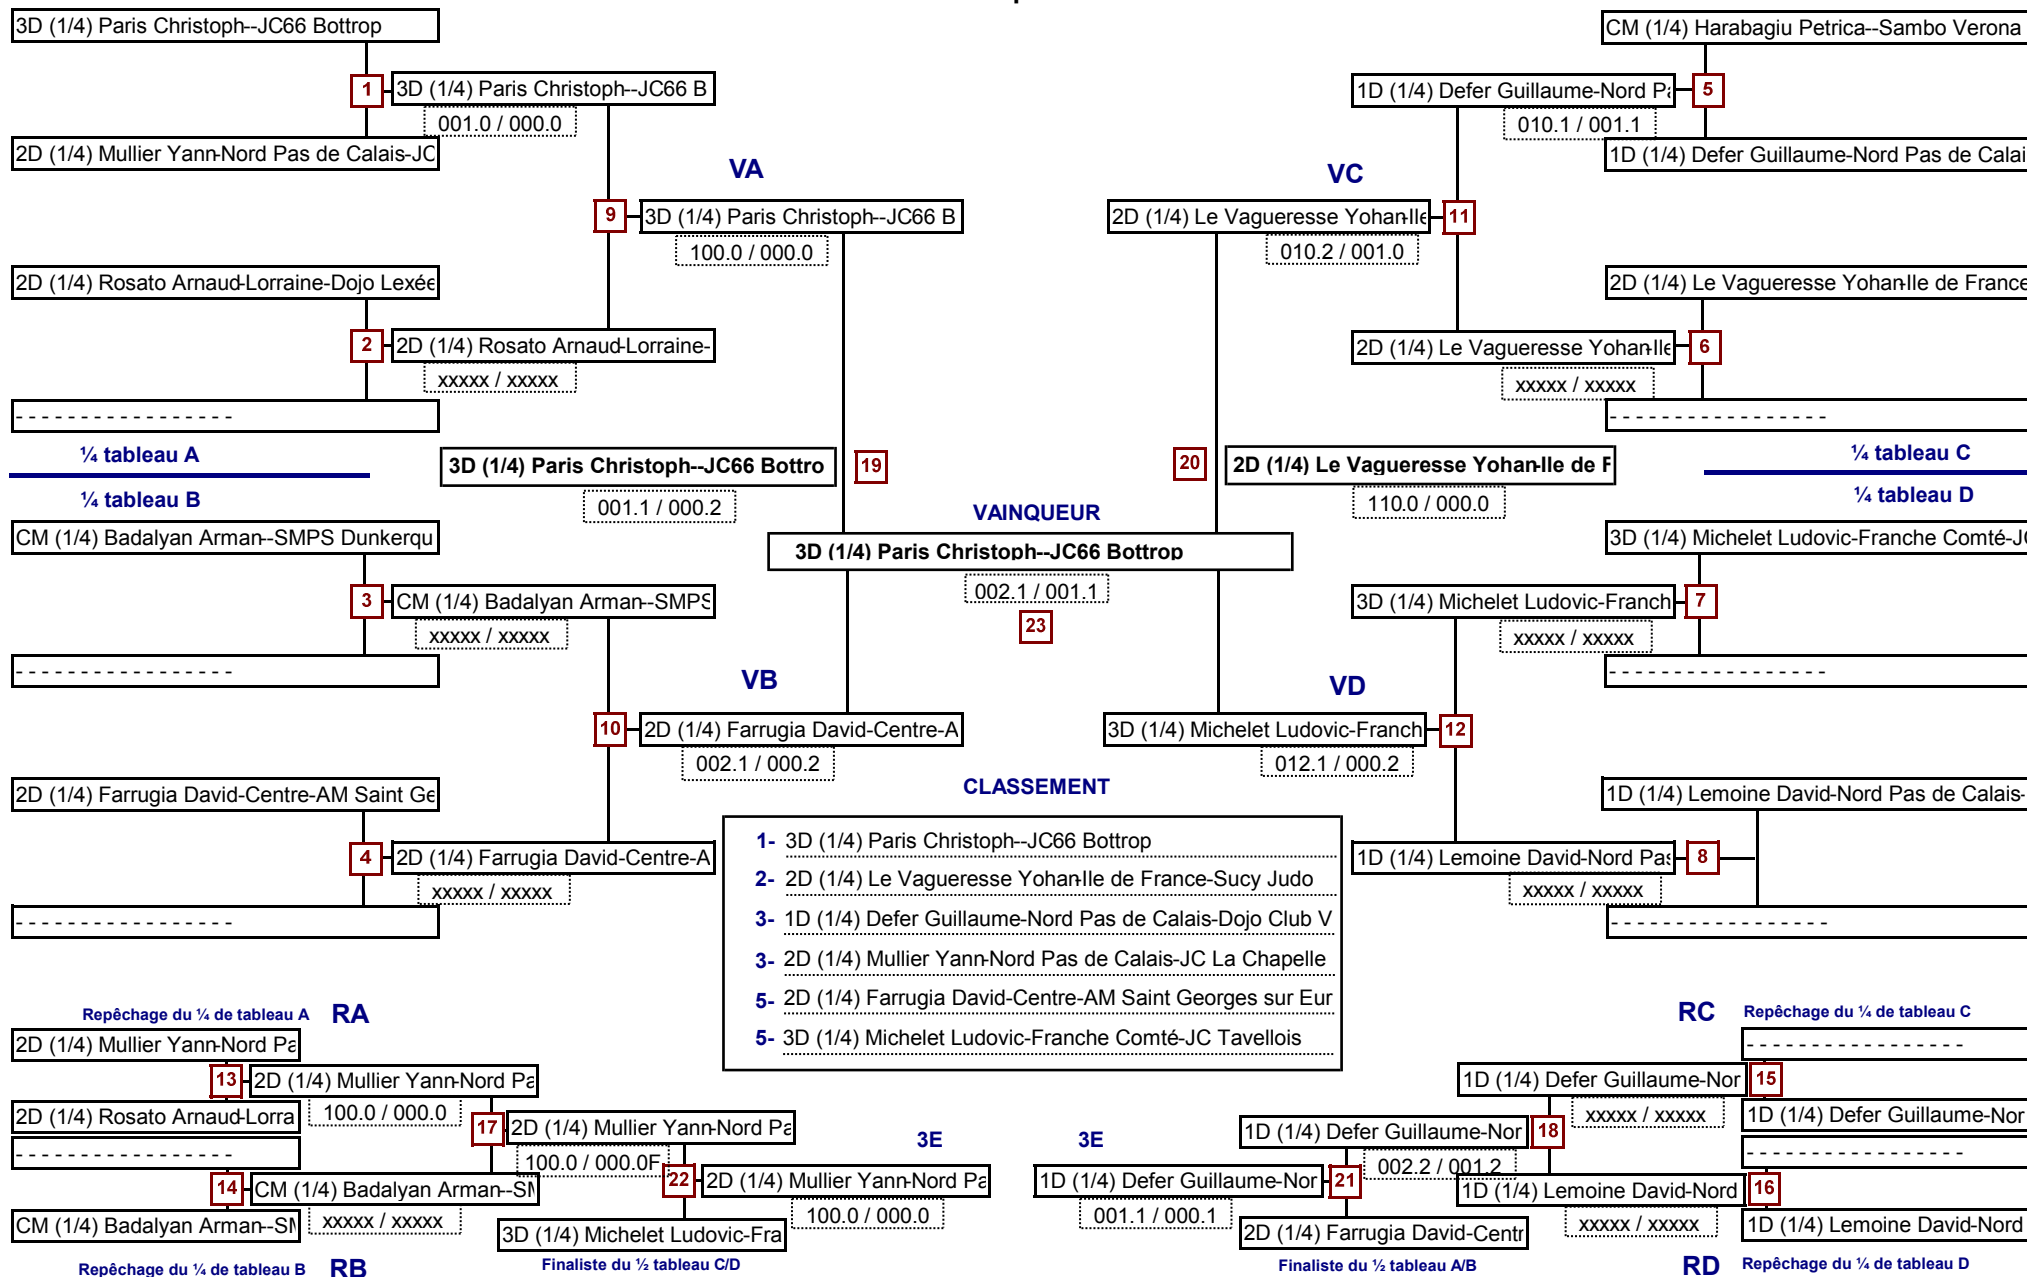 3D (1/4) Paris Christoph--JC66 Bottrop
1
3D (1/4) Paris Christoph--JC66 B
001.0 / 000.0
2D (1/4) Mullier Yann-Nord Pas de Calais-JC
VA
9
3D (1/4) Paris Christoph--JC66 B
100.0 / 000.0
2D (1/4) Rosato Arnaud-Lorraine-Dojo Lexée
2
2D (1/4) Rosato Arnaud-Lorraine-
xxxxx / xxxxx
- - - - - - - - - - - - - - - - -
¼ tableau A
¼ tableau B
3D (1/4) Paris Christoph--JC66 Bottro
19
001.1 / 000.2
CM (1/4) Badalyan Arman--SMPS Dunkerqu
3
CM (1/4) Badalyan Arman--SMPS
xxxxx / xxxxx
- - - - - - - - - - - - - - - - -
VB
10
2D (1/4) Farrugia David-Centre-A
002.1 / 000.2
2D (1/4) Farrugia David-Centre-AM Saint Ge
4
2D (1/4) Farrugia David-Centre-A
xxxxx / xxxxx
- - - - - - - - - - - - - - - - -
CM (1/4) Harabagiu Petrica--Sambo Verona
1D (1/4) Defer Guillaume-Nord Pa
5
010.1 / 001.1
1D (1/4) Defer Guillaume-Nord Pas de Calai
VC
2D (1/4) Le Vagueresse Yohan-Ile
11
010.2 / 001.0
2D (1/4) Le Vagueresse Yohan-Ile de France
2D (1/4) Le Vagueresse Yohan-Ile
6
xxxxx / xxxxx
- - - - - - - - - - - - - - - - -
20
2D (1/4) Le Vagueresse Yohan-Ile de F
110.0 / 000.0
¼ tableau C
¼ tableau D
VAINQUEUR
3D (1/4) Paris Christoph--JC66 Bottrop
002.1 / 001.1
23
3D (1/4) Michelet Ludovic-Franche Comté-JC
3D (1/4) Michelet Ludovic-Franch
7
xxxxx / xxxxx
- - - - - - - - - - - - - - - - -
VD
3D (1/4) Michelet Ludovic-Franch
12
012.1 / 000.2
1D (1/4) Lemoine David-Nord Pas de Calais-
1D (1/4) Lemoine David-Nord Pas
8
xxxxx / xxxxx
- - - - - - - - - - - - - - - - -
CLASSEMENT
1- 3D (1/4) Paris Christoph--JC66 Bottrop
2- 2D (1/4) Le Vagueresse Yohan-Ile de France-Sucy Judo
3- 1D (1/4) Defer Guillaume-Nord Pas de Calais-Dojo Club V
3- 2D (1/4) Mullier Yann-Nord Pas de Calais-JC La Chapelle
5- 2D (1/4) Farrugia David-Centre-AM Saint Georges sur Eur
5- 3D (1/4) Michelet Ludovic-Franche Comté-JC Tavellois
Repêchage du ¼ de tableau A RA
2D (1/4) Mullier Yann-Nord Pa
13
2D (1/4) Mullier Yann-Nord Pa
2D (1/4) Rosato Arnaud-Lorra
100.0 / 000.0
17
2D (1/4) Mullier Yann-Nord Pa
- - - - - - - - - - - - - - - - -
100.0 / 000.0F
14
CM (1/4) Badalyan Arman--SM
22
2D (1/4) Mullier Yann-Nord Pa
3E
CM (1/4) Badalyan Arman--SM
xxxxx / xxxxx
100.0 / 000.0
3D (1/4) Michelet Ludovic-Fra
Repêchage du ¼ de tableau B RB
Finaliste du ½ tableau C/D
RC Repêchage du ¼ de tableau C
- - - - - - - - - - - - - - - - -
1D (1/4) Defer Guillaume-Nor
15
xxxxx / xxxxx
1D (1/4) Defer Guillaume-Nor
3E
1D (1/4) Defer Guillaume-Nor
18
- - - - - - - - - - - - - - - - -
002.2 / 001.2
1D (1/4) Defer Guillaume-Nor
21
1D (1/4) Lemoine David-Nord
16
001.1 / 000.1
xxxxx / xxxxx
1D (1/4) Lemoine David-Nord
2D (1/4) Farrugia David-Centr
Finaliste du ½ tableau A/B
RD Repêchage du ¼ de tableau D